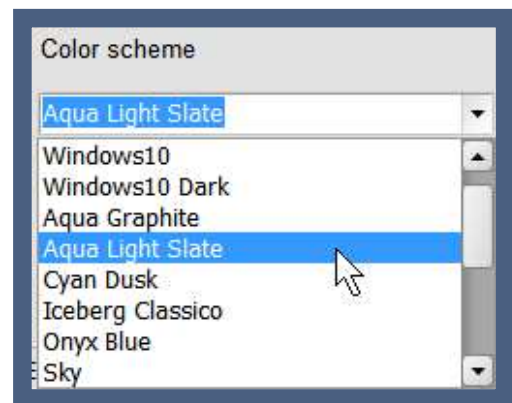 Color scheme
Aqua Light Slate
Windows10
Windows10 Dark
Aqua Graphite
Aqua Light Slate
Cyan Dusk
Iceberg Classico
Onyx Blue
Sky